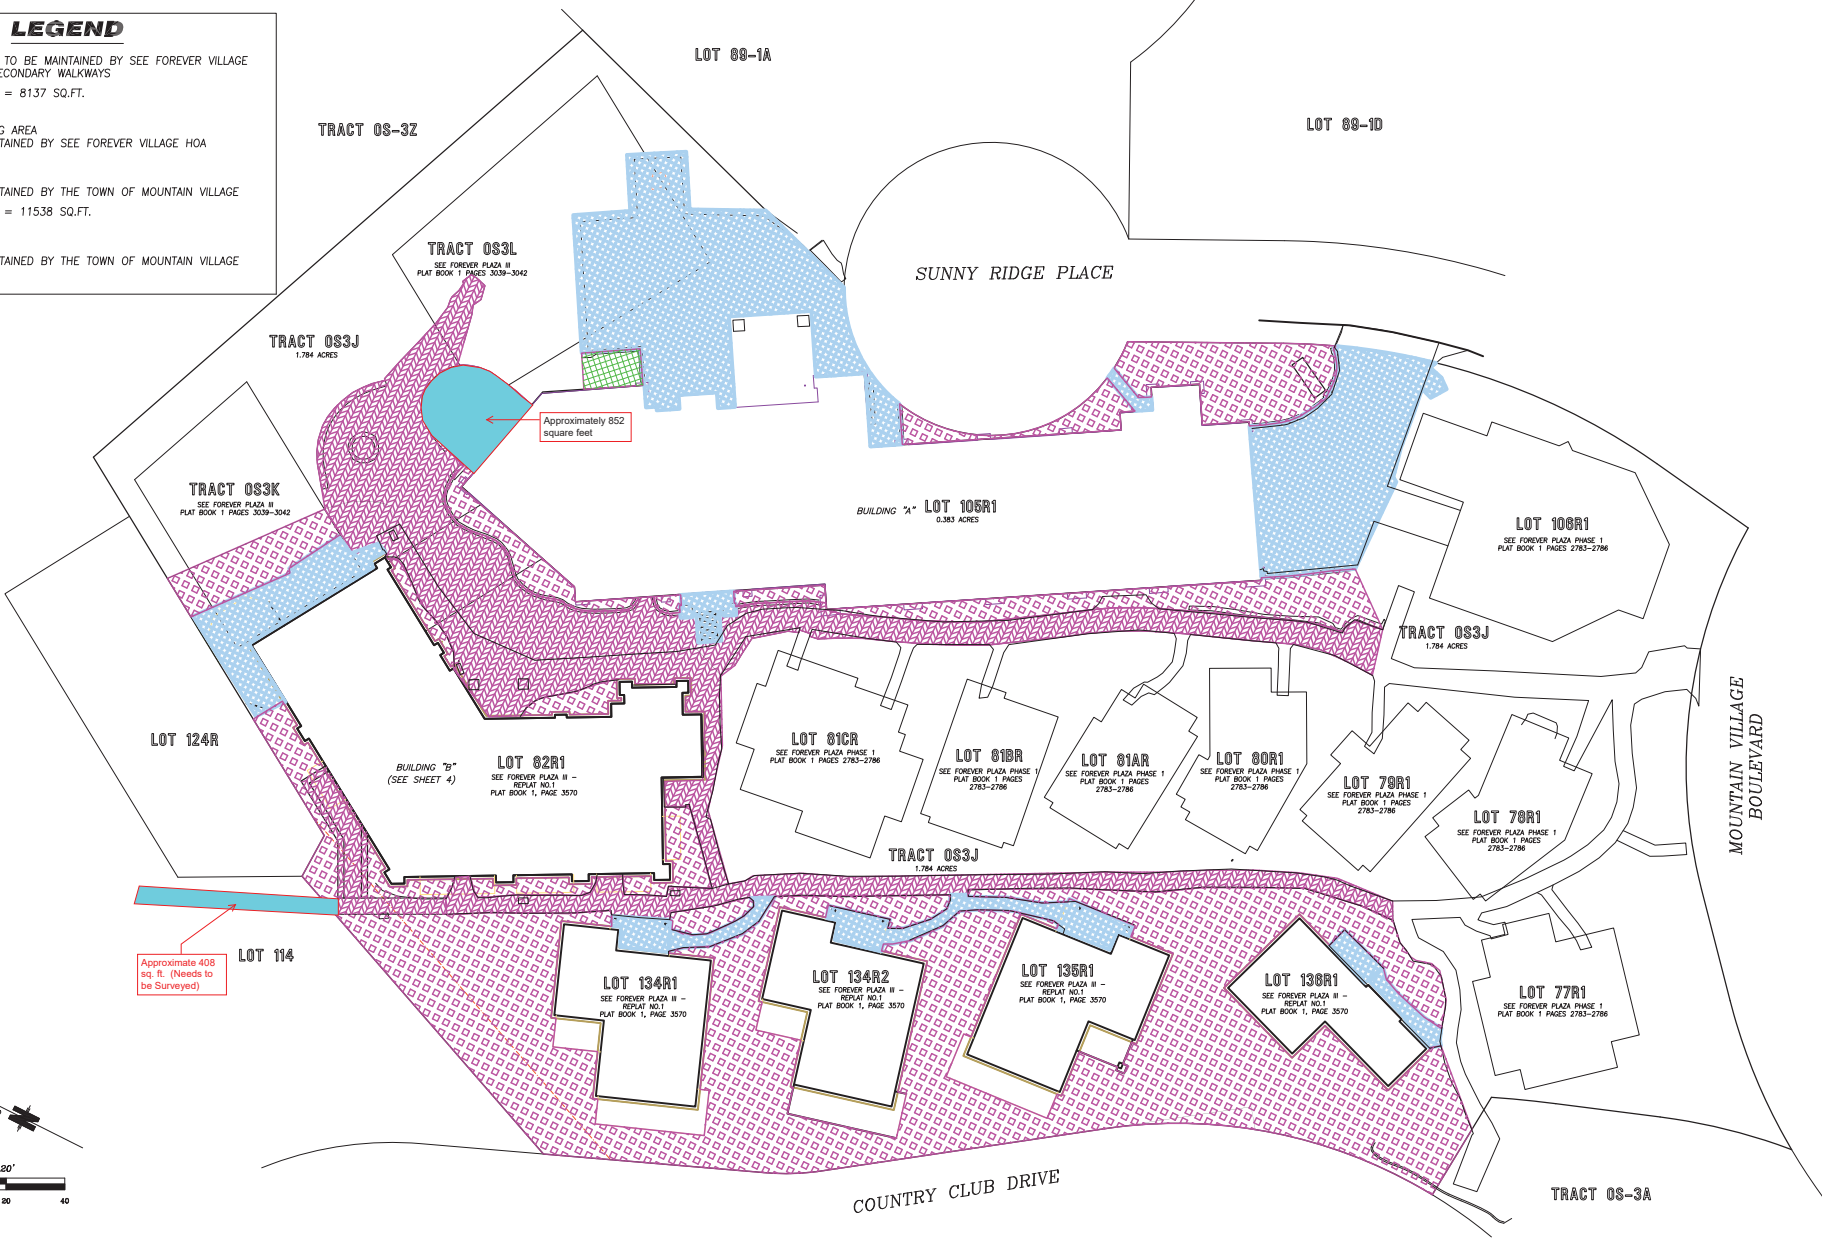 LEGEND
TO BE MAINTAINED BY SEE FOREVER VILLAGE
ECONDARY WALKWAYS
= 8137 SQ.FT.
G AREA
TAINED BY SEE FOREVER VILLAGE HOA
TAINED BY THE TOWN OF MOUNTAIN VILLAGE
= 11538 SQ.FT.
TAINED BY THE TOWN OF MOUNTAIN VILLAGE
LOT 89-1A
TRACT OS-3Z
LOT 89-1D
TRACT OS3L
SEE FOREVER PLAZA III
PLAT BOOK 1 PAGES 3039-3042
SUNNY RIDGE PLACE
TRACT OS3J
1.784 ACRES
Approximately 852
square feet
TRACT OS3K
SEE FOREVER PLAZA III
PLAT BOOK 1 PAGES 3039-3042
BUILDING "A"
LOT 105R1
0.383 ACRES
LOT 106R1
SEE FOREVER PLAZA PHASE 1
PLAT BOOK 1 PAGES 2783-2786
TRACT OS3J
1.784 ACRES
LOT 124R
BUILDING "B"
(SEE SHEET 4)
LOT 82R1
SEE FOREVER PLAZA III -
REPLAT NO.1
PLAT BOOK 1, PAGE 3570
LOT 81CR
SEE FOREVER PLAZA PHASE 1
PLAT BOOK 1 PAGES 2783-2786
LOT 81BR
SEE FOREVER PLAZA PHASE 1
PLAT BOOK 1 PAGES
2783-2786
LOT 81AR
SEE FOREVER PLAZA PHASE 1
PLAT BOOK 1 PAGES
2783-2786
LOT 80R1
SEE FOREVER PLAZA PHASE 1
PLAT BOOK 1 PAGES
2783-2786
LOT 79R1
SEE FOREVER PLAZA PHASE 1
PLAT BOOK 1 PAGES
2783-2786
LOT 78R1
SEE FOREVER PLAZA PHASE 1
PLAT BOOK 1 PAGES
2783-2786
MOUNTAIN VILLAGE
BOULEVARD
TRACT OS3J
1.784 ACRES
LOT 114
Approximate 408
sq. ft. (Needs to
be Surveyed)
LOT 134R1
SEE FOREVER PLAZA III -
REPLAT NO.1
PLAT BOOK 1, PAGE 3570
LOT 134R2
SEE FOREVER PLAZA III -
REPLAT NO.1
PLAT BOOK 1, PAGE 3570
LOT 135R1
SEE FOREVER PLAZA III -
REPLAT NO.1
PLAT BOOK 1, PAGE 3570
LOT 136R1
SEE FOREVER PLAZA III -
REPLAT NO.1
PLAT BOOK 1, PAGE 3570
LOT 77R1
SEE FOREVER PLAZA PHASE 1
PLAT BOOK 1 PAGES 2783-2786
20'
20 40
COUNTRY CLUB DRIVE
TRACT OS-3A